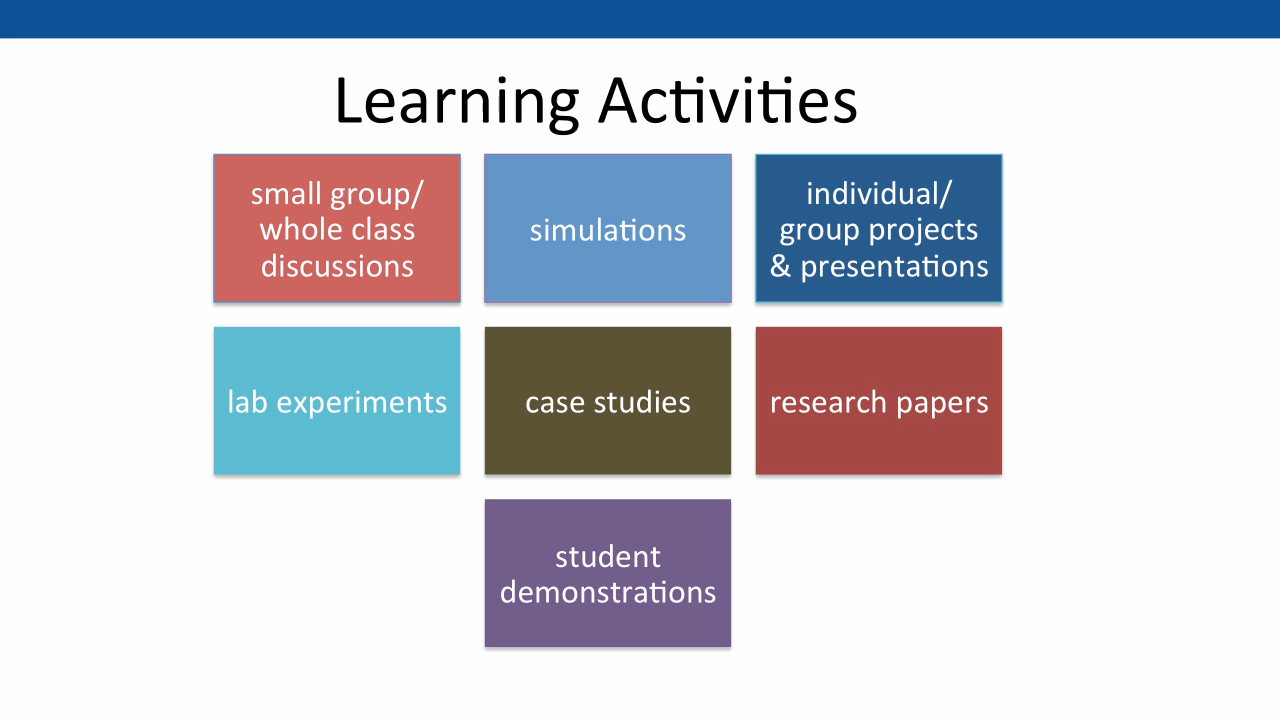 Learning Activities
small group/
whole class
discussions
simulations
individual/
group projects
& presentations
lab experiments
case studies
research papers
student
demonstrations